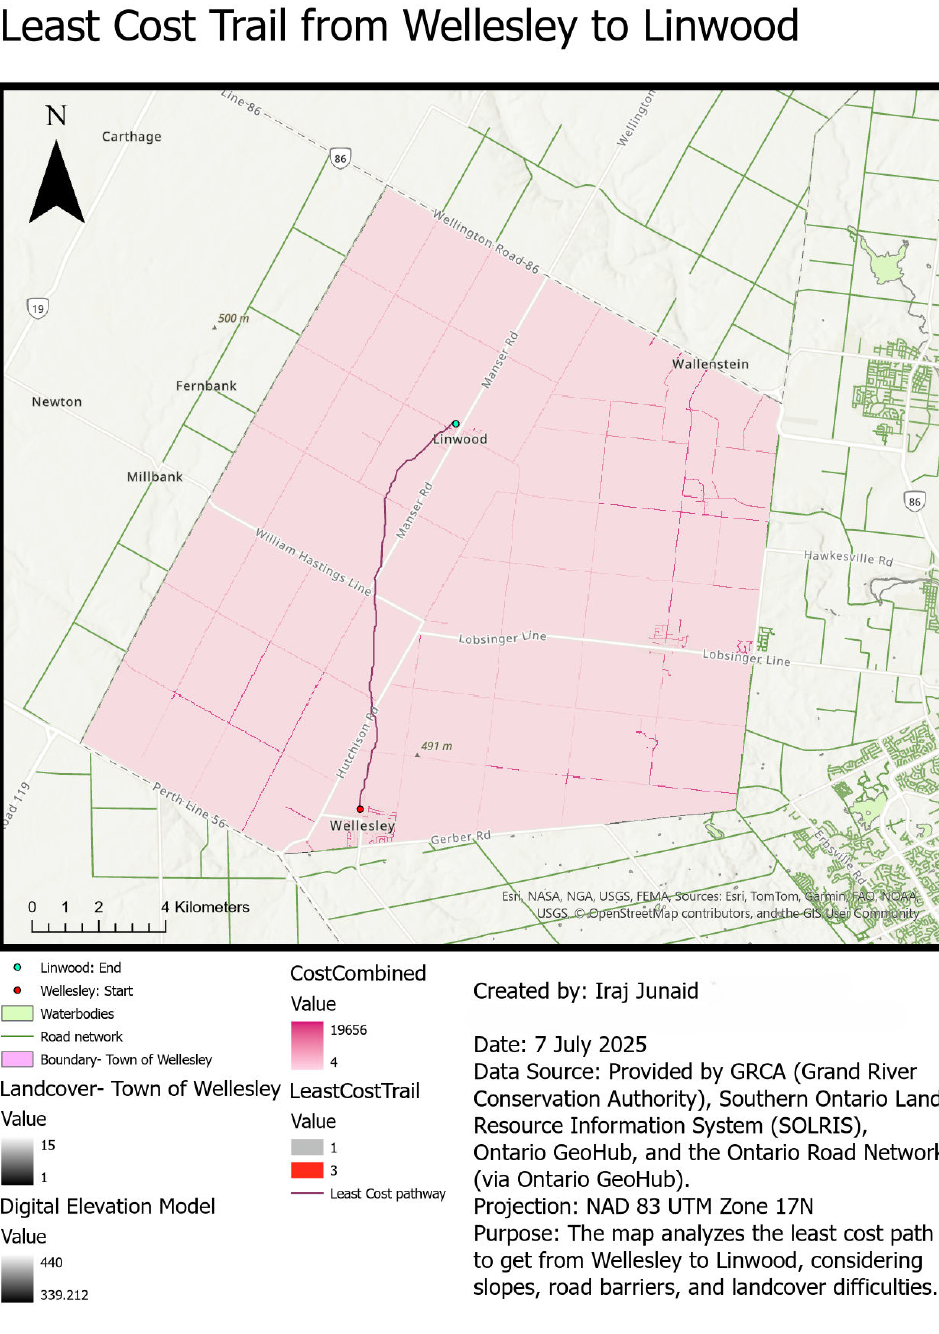 Least Cost Trail from Wellesley to Linwood
N
Carthage
Line 86
86
Wellington
Wellington Road 86
19
500 m
Manser Rd
Wallenstein
Fernbank
Newton
Linwood
Millbank
Manser Rd
86
William Hastings Line
Hawkesville Rd
Lobsinger Line
Lobsinger Line
Hutchison Rd
491 m
oad 119
Perth Line 56
Wellesley
Gerber Rd
Erbsville Rd
0 1 2 4 Kilometers
Esri, NASA, NGA, USGS, FEMA, Sources: Esri, TomTom, Garmin, FAO, NOAA,
USGS, © OpenStreetMap contributors, and the GIS User Community
Linwood: End
Wellesley: Start
Waterbodies
Road network
Boundary- Town of Wellesley
Landcover- Town of Wellesley
Value
15
1
Digital Elevation Model
Value
440
339.212
CostCombined
Value
19656
4
LeastCostTrail
Value
1
3
Least Cost pathway
Created by: Iraj Junaid
Date: 7 July 2025
Data Source: Provided by GRCA (Grand River
Conservation Authority), Southern Ontario Land
Resource Information System (SOLRIS),
Ontario GeoHub, and the Ontario Road Network
(via Ontario GeoHub).
Projection: NAD 83 UTM Zone 17N
Purpose: The map analyzes the least cost path
to get from Wellesley to Linwood, considering
slopes, road barriers, and landcover difficulties.